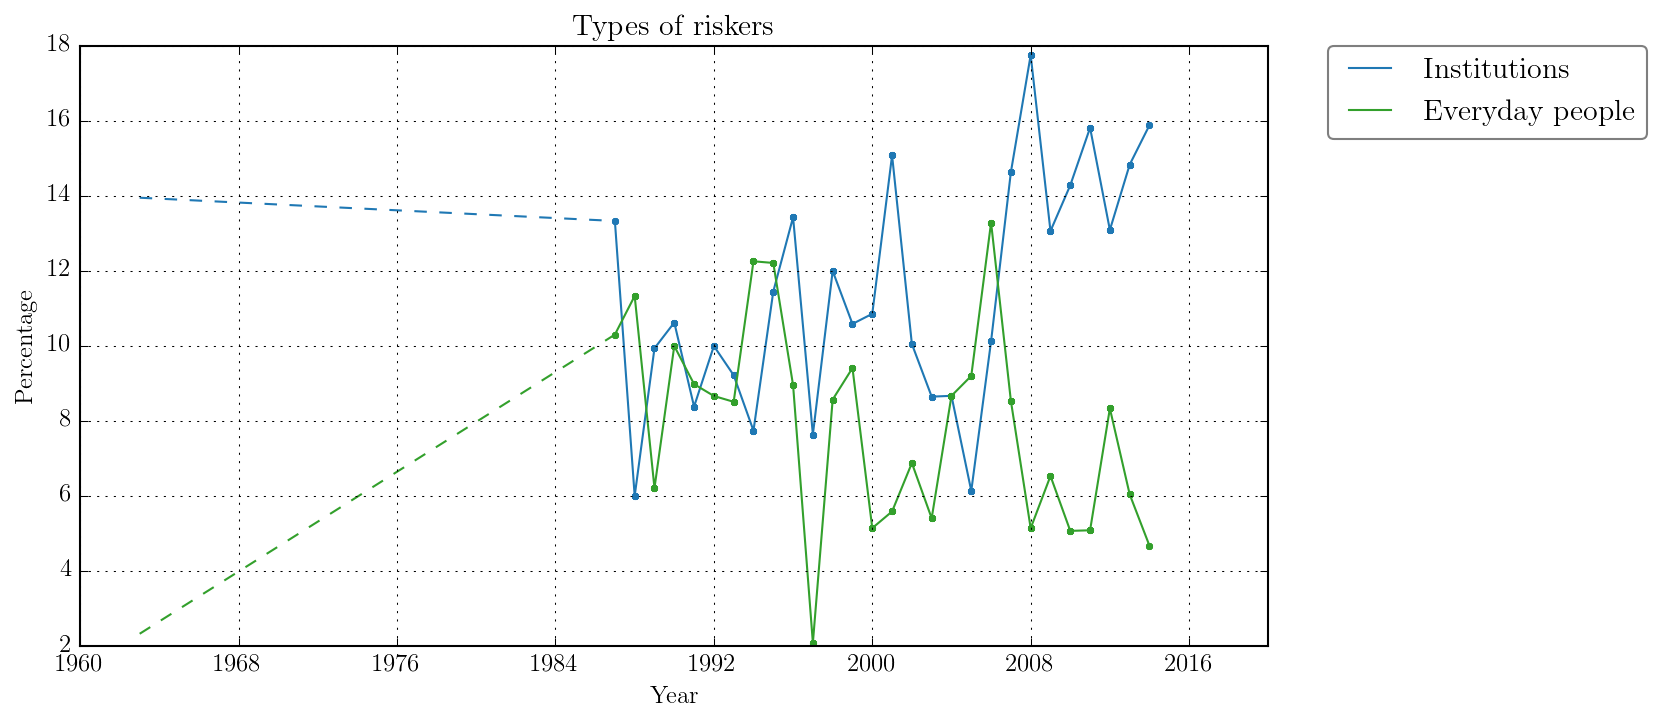 Types of riskers
18
16
14
12
10
8
6
4
2
1960 1968 1976 1984 1992 2000 2008 2016
Year
Percentage
Institutions
Everyday people